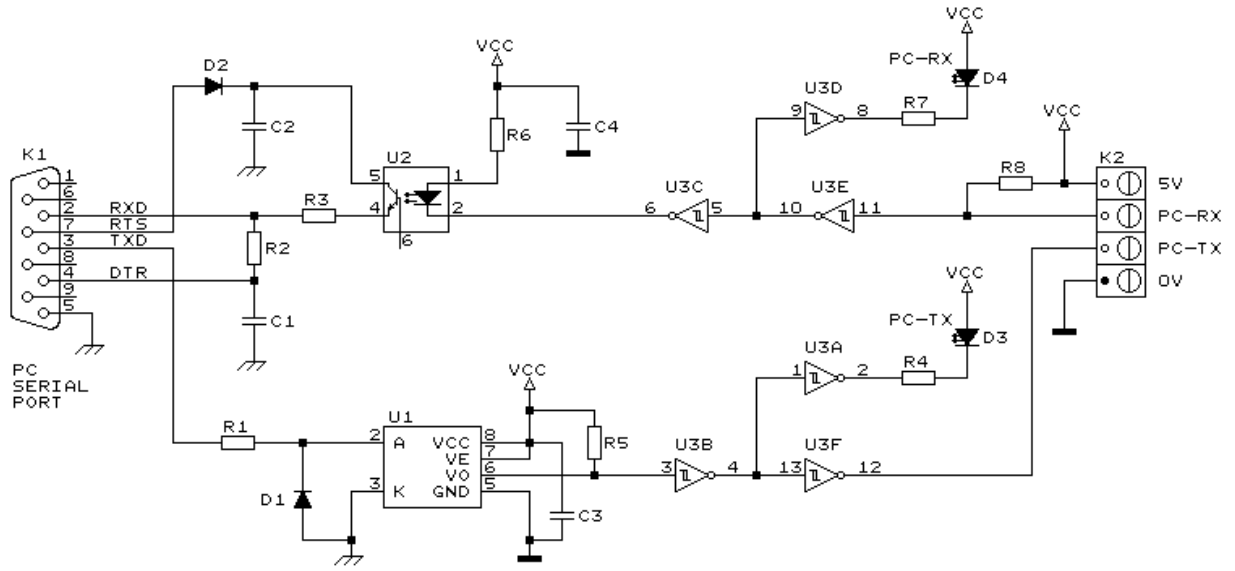 VCC
VCC
D2
PC-RX
D4
U3D
9 8
R7
C2
R6
C4
VCC
K1
U2
R8
K2
1
6
2
7
3
8
4
9
5
RXD
RTS
TXD
DTR
R3
R2
C1
5 1
4 2
6
U3C
6 5
U3E
10 11
5V
PC-RX
PC-TX
0V
VCC
PC-TX
D3
U3A
1 2
R4
PC
SERIAL
PORT
VCC
R1
U1
2 A VCC 8
VE 7
VO 6
3 K GND 5
D1
R5
C3
U3B
3 4
U3F
13 12